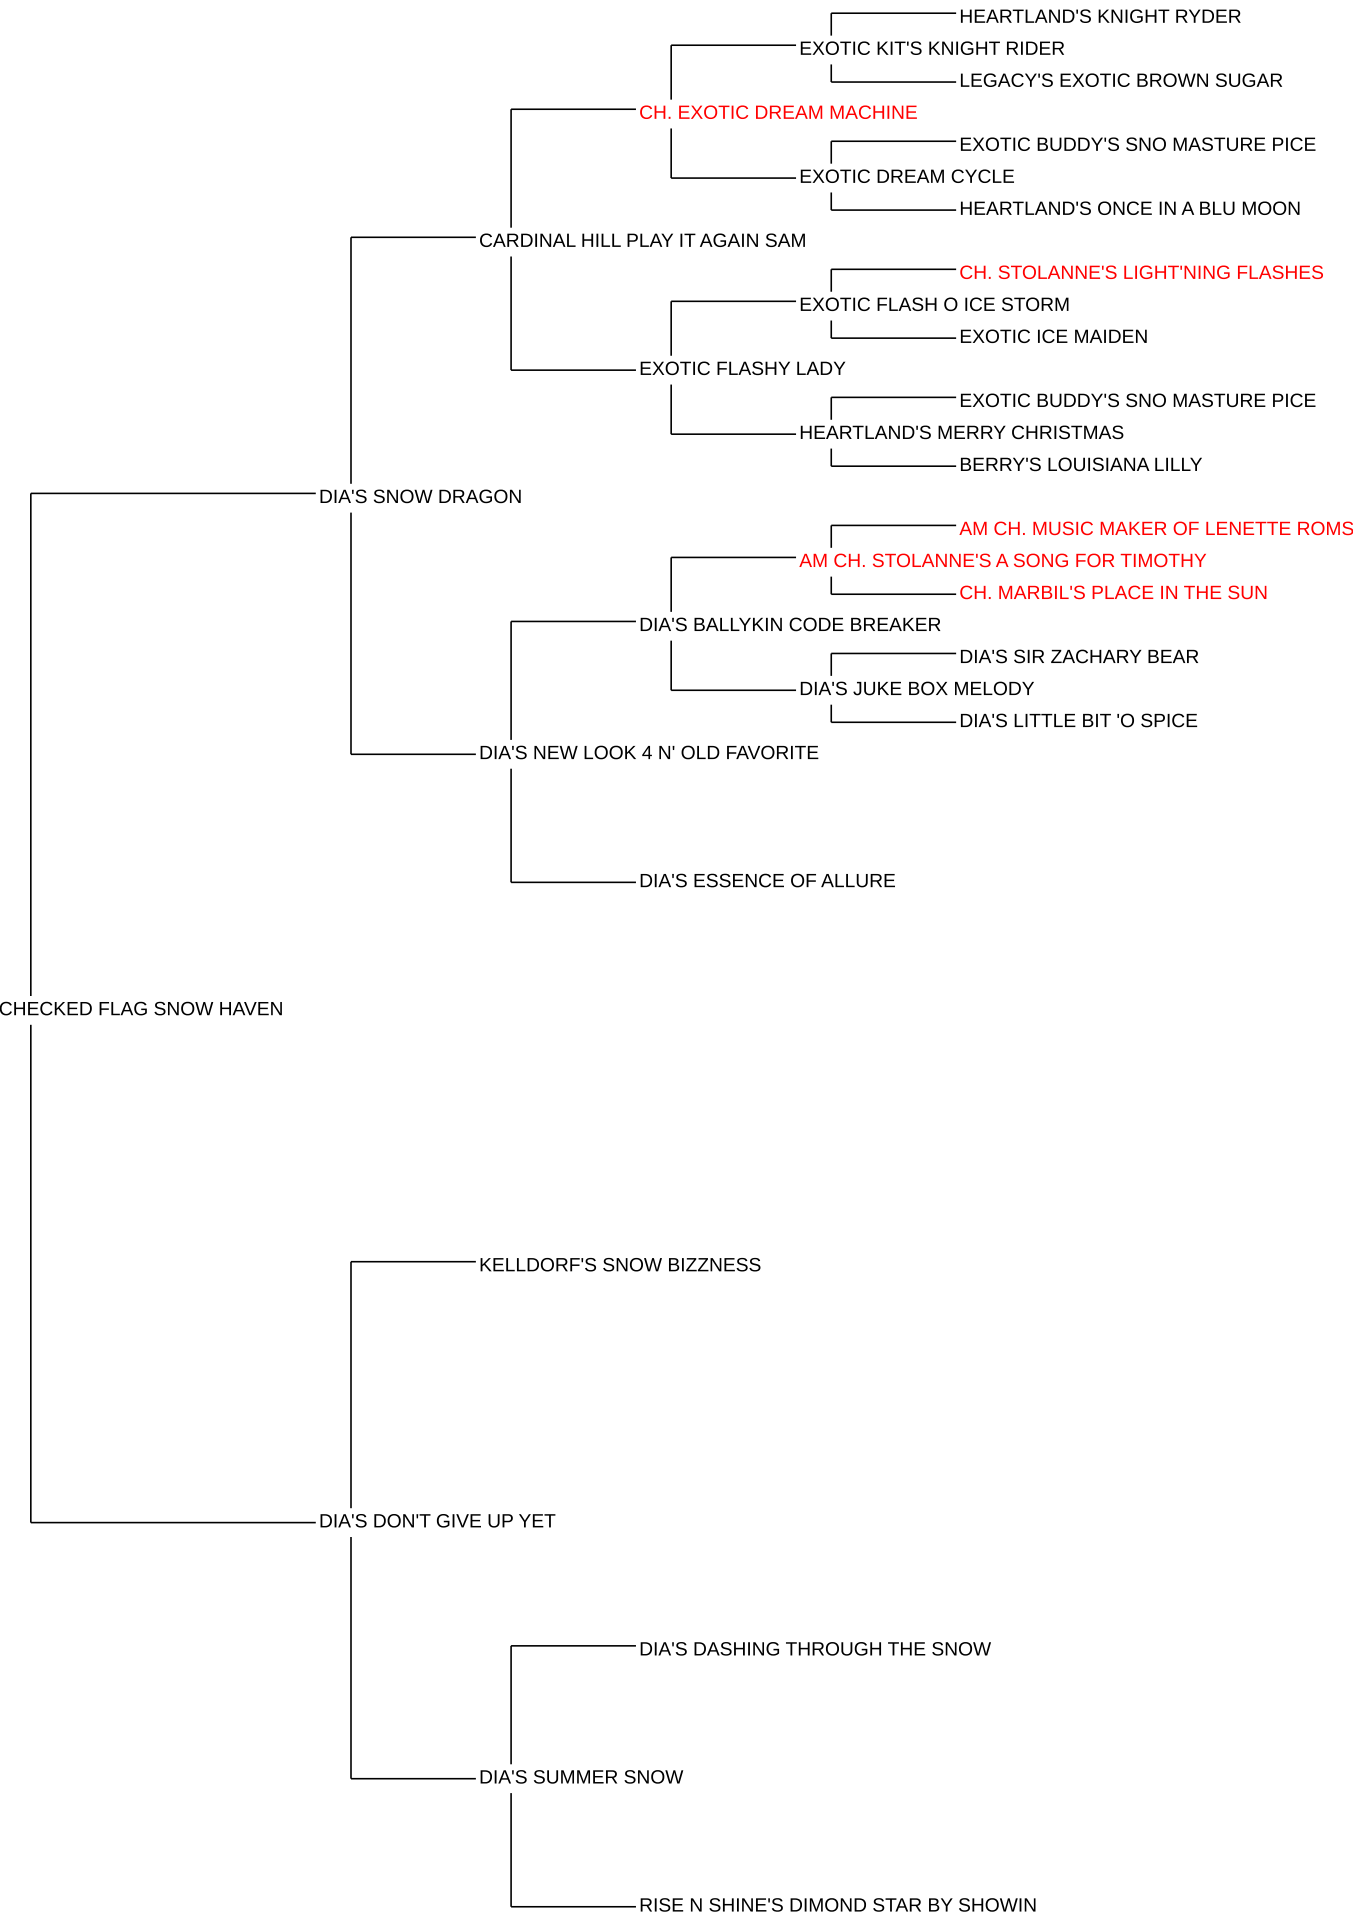 HEARTLAND'S KNIGHT RYDER
EXOTIC KIT'S KNIGHT RIDER
LEGACY'S EXOTIC BROWN SUGAR
CH. EXOTIC DREAM MACHINE
EXOTIC BUDDY'S SNO MASTURE PICE
EXOTIC DREAM CYCLE
HEARTLAND'S ONCE IN A BLU MOON
CARDINAL HILL PLAY IT AGAIN SAM
CH. STOLANNE'S LIGHT'NING FLASHES
EXOTIC FLASH O ICE STORM
EXOTIC ICE MAIDEN
EXOTIC FLASHY LADY
EXOTIC BUDDY'S SNO MASTURE PICE
HEARTLAND'S MERRY CHRISTMAS
BERRY'S LOUISIANA LILLY
DIA'S SNOW DRAGON
AM CH. MUSIC MAKER OF LENETTE ROMS
AM CH. STOLANNE'S A SONG FOR TIMOTHY
CH. MARBIL'S PLACE IN THE SUN
DIA'S BALLYKIN CODE BREAKER
DIA'S SIR ZACHARY BEAR
DIA'S JUKE BOX MELODY
DIA'S LITTLE BIT 'O SPICE
DIA'S NEW LOOK 4 N' OLD FAVORITE
DIA'S ESSENCE OF ALLURE
CHECKED FLAG SNOW HAVEN
KELLDORF'S SNOW BIZZNESS
DIA'S DON'T GIVE UP YET
DIA'S DASHING THROUGH THE SNOW
DIA'S SUMMER SNOW
RISE N SHINE'S DIMOND STAR BY SHOWIN